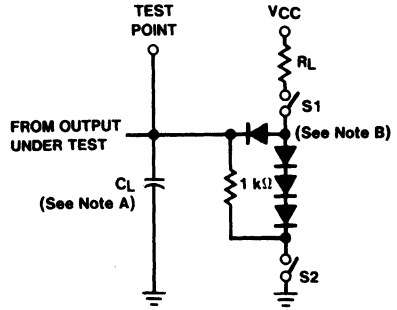 TEST
POINT
VCC
RL
S1
FROM OUTPUT
UNDER TEST
(See Note B)
CL
(See Note A)
1 kΩ
S2